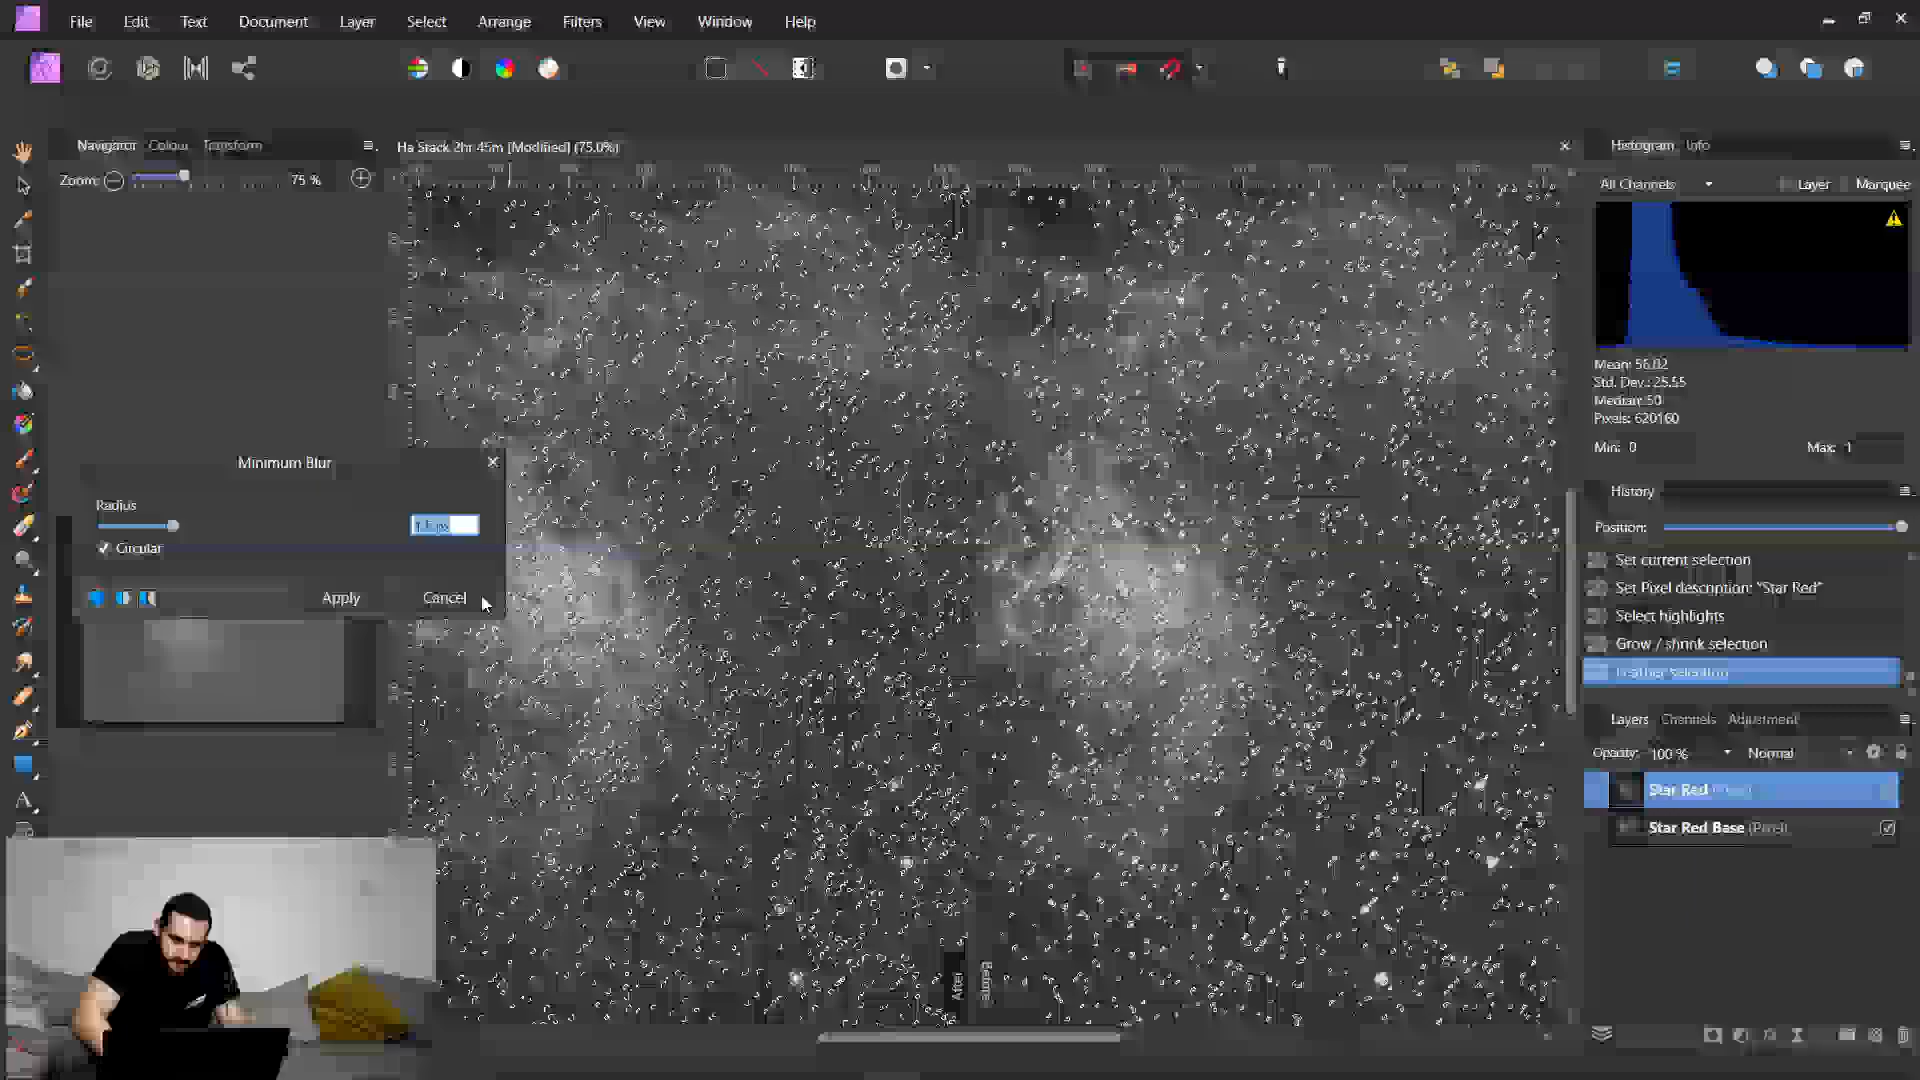 File Edit Text Document Layer Select Arrange Filters View Window Help
Navigator Colour Transform
Ha Stack 2hr 45m [Modified] (75.0%)
Histogram Info
Zoom: 75 %
All Channels Layer Marquee
Mean: 56.02
Std. Dev.: 25.55
Median: 50
Pixels: 620160
Min: 0 Max: 1
Minimum Blur
Radius
Circular
Apply Cancel
History
Position:
Set current selection
Set Pixel description: "Star Red"
Select highlights
Grow / shrink selection
Feather selection
Layers Channels Adjustment
Opacity: 100 % Normal
Star Red
Star Red Base (Pixel)
After
Before